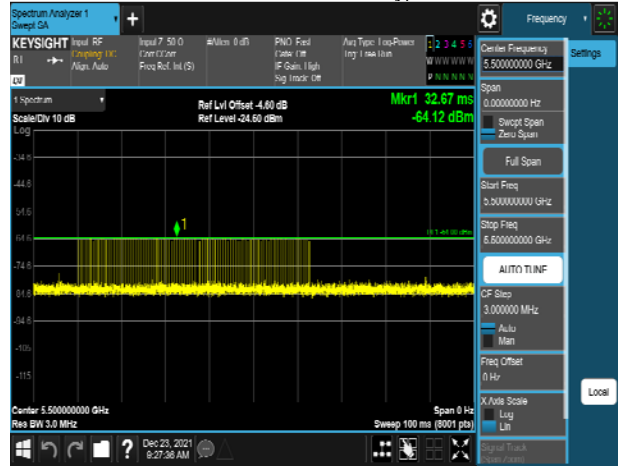 Spectrum Analyzer 1
Swept SA
+
Frequency
KEYSIGHT
Input: RF
Coupling: DC
Align: Auto
Input Z: 50 Ω
Corr CCorr
Freq Ref: Int (S)
#Atten: 0 dB
PNO: Fast
Gate: Off
IF Gain: High
Sig Track: Off
Avg Type: Log-Power
Trig: Free Run
1 2 3 4 5 6
W W W W W W
P N N N N N
1 Spectrum
Scale/Div 10 dB
Log
Ref Lvl Offset -4.60 dB
Ref Level -24.60 dBm
Mkr1 32.67 ms
-64.12 dBm
-34.6
-44.6
-54.6
-64.6
-74.6
-84.6
-94.6
-105
-115
1
Center 5.500000000 GHz
Res BW 3.0 MHz
Span 0 Hz
Sweep 100 ms (8001 pts)
Dec 23, 2021
9:27:36 AM
?
Center Frequency
5.500000000 GHz
Settings
Span
0.00000000 Hz
Swept Span
Zero Span
Full Span
Start Freq
5.500000000 GHz
Stop Freq
5.500000000 GHz
AUTO TUNE
CF Step
3.000000 MHz
Auto
Man
Freq Offset
0 Hz
X Axis Scale
Log
Lin
Signal Track
Local